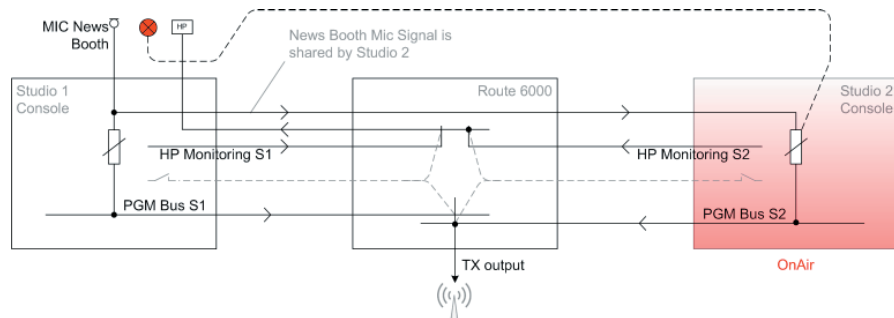 MIC News
Booth
HP
News Booth Mic Signal is
shared by Studio 2
Studio 1
Console
Route 6000
Studio 2
Console
HP Monitoring S1
HP Monitoring S2
PGM Bus S1
PGM Bus S2
TX output
OnAir